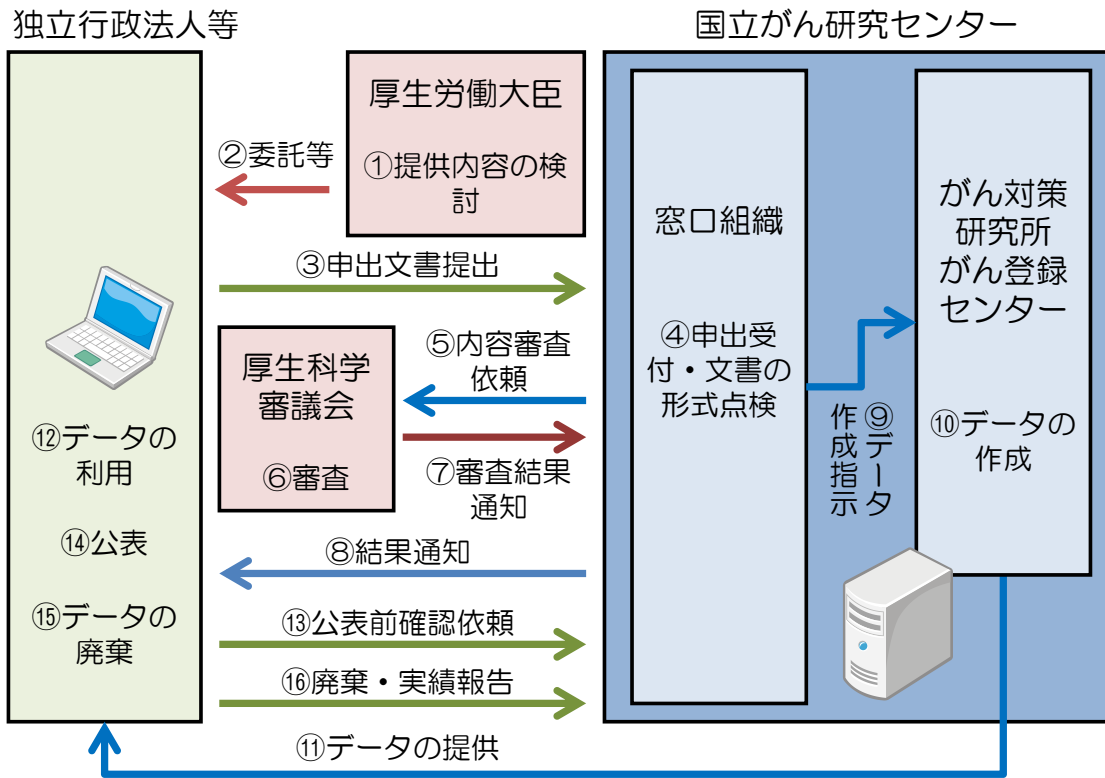 独立行政法人等
国立がん研究センター
厚生労働大臣
①提供内容の検
討
②委託等
③申出文書提出
窓口組織
④申出受
付・文書の
形式点検
がん対策
研究所
がん登録
センター
⑤内容審査
依頼
厚生科学
審議会
⑥審査
⑦審査結果
通知
⑧結果通知
⑨データ
作成指示
⑩データの
作成
⑫データの
利用
⑭公表
⑮データの
廃棄
⑬公表前確認依頼
⑯廃棄・実績報告
⑪データの提供